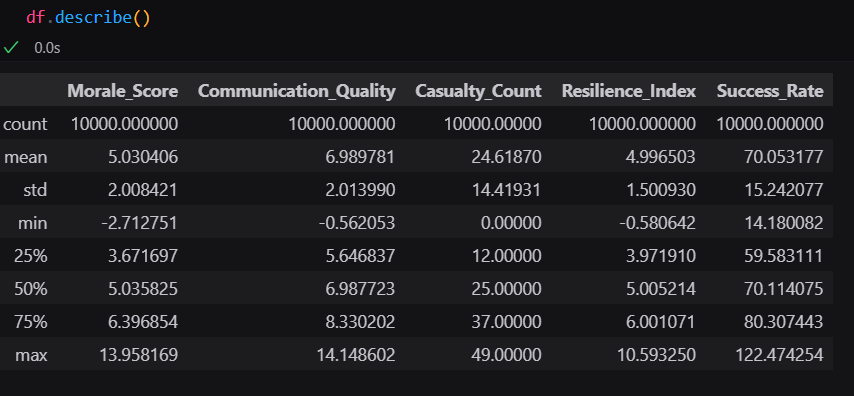 df.describe()
✓ 0.0s
Morale_Score Communication_Quality Casualty_Count Resilience_Index Success_Rate
count 10000.000000 10000.000000 10000.00000 10000.000000 10000.000000
mean 5.030406 6.989781 24.61870 4.996503 70.053177
std 2.008421 2.013990 14.41931 1.500930 15.242077
min -2.712751 -0.562053 0.00000 -0.580642 14.180082
25% 3.671697 5.646837 12.00000 3.971910 59.583111
50% 5.035825 6.987723 25.00000 5.005214 70.114075
75% 6.396854 8.330202 37.00000 6.001071 80.307443
max 13.958169 14.148602 49.00000 10.593250 122.474254